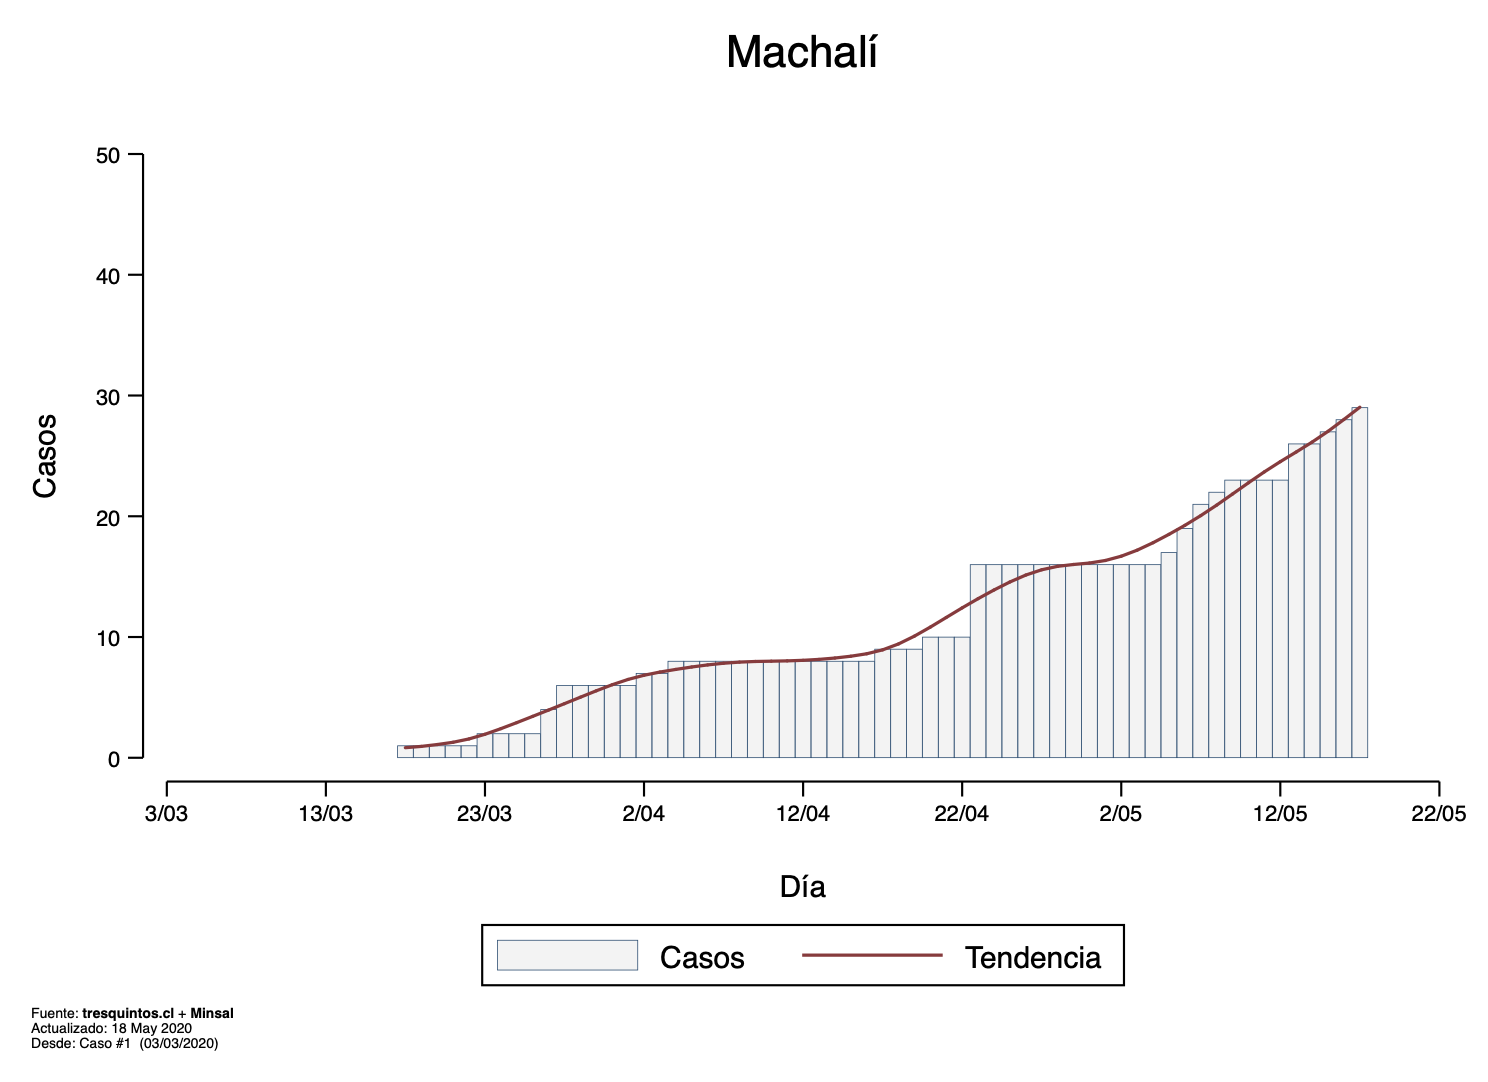 Machalí
50
40
30
20
10
0
Casos
3/03 13/03 23/03 2/04 12/04 22/04 2/05 12/05 22/05
Día
Casos Tendencia
Fuente: tresquintos.cl + Minsal
Actualizado: 18 May 2020
Desde: Caso #1 (03/03/2020)